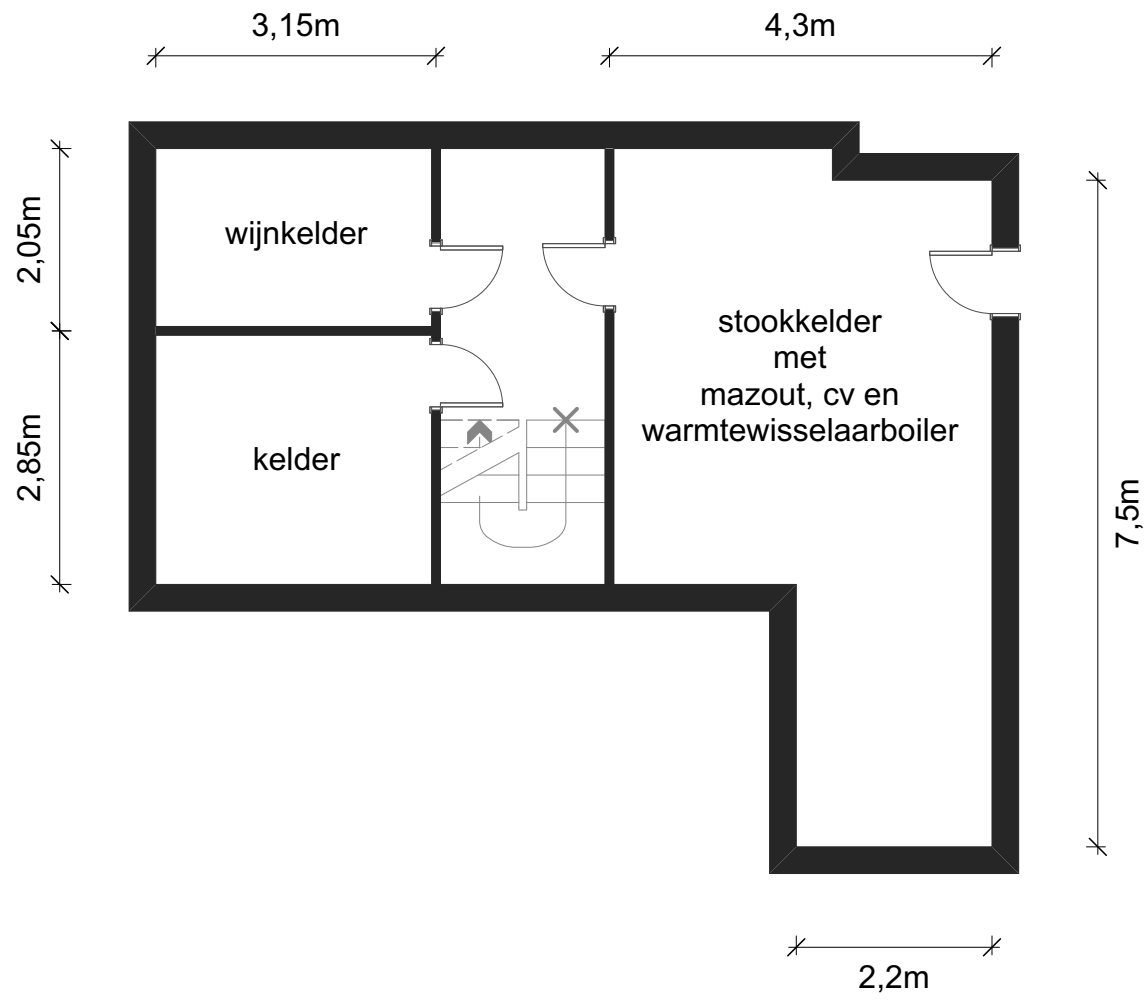 3,15m
4,3m
2,05m
wijnkelder
stookkelder
met
mazout, cv en
warmtewisselaarboiler
2,85m
kelder
7,5m
2,2m